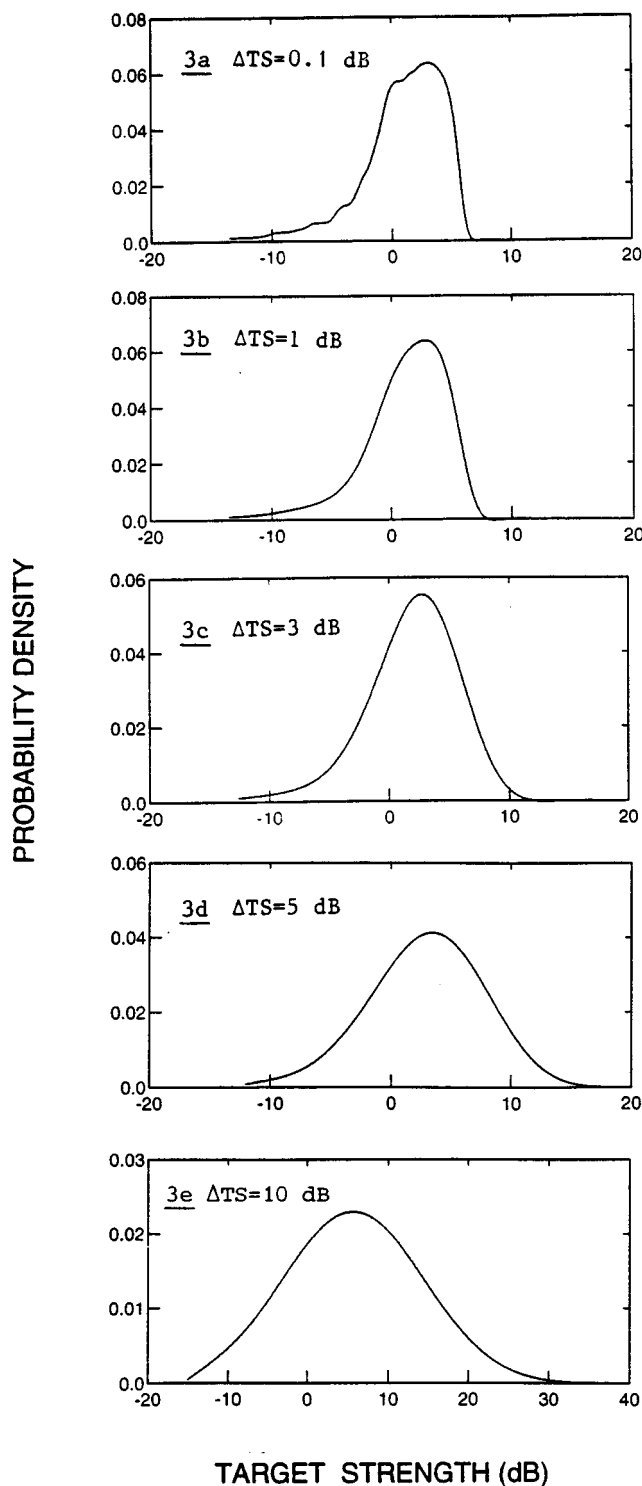 0.08
3a ΔTS=0.1 dB
0.06
0.04
0.02
0.0
-20 -10 0 10 20
0.08
3b ΔTS=1 dB
0.06
0.04
0.02
0.0
-20 -10 0 10 20
0.06
3c ΔTS=3 dB
0.04
0.02
0.0
-20 -10 0 10 20
0.06
3d ΔTS=5 dB
0.04
0.02
0.0
-20 -10 0 10 20
0.03
3e ΔTS=10 dB
0.02
0.01
0.0
-20 -10 0 10 20 30 40
PROBABILITY DENSITY
TARGET STRENGTH (dB)